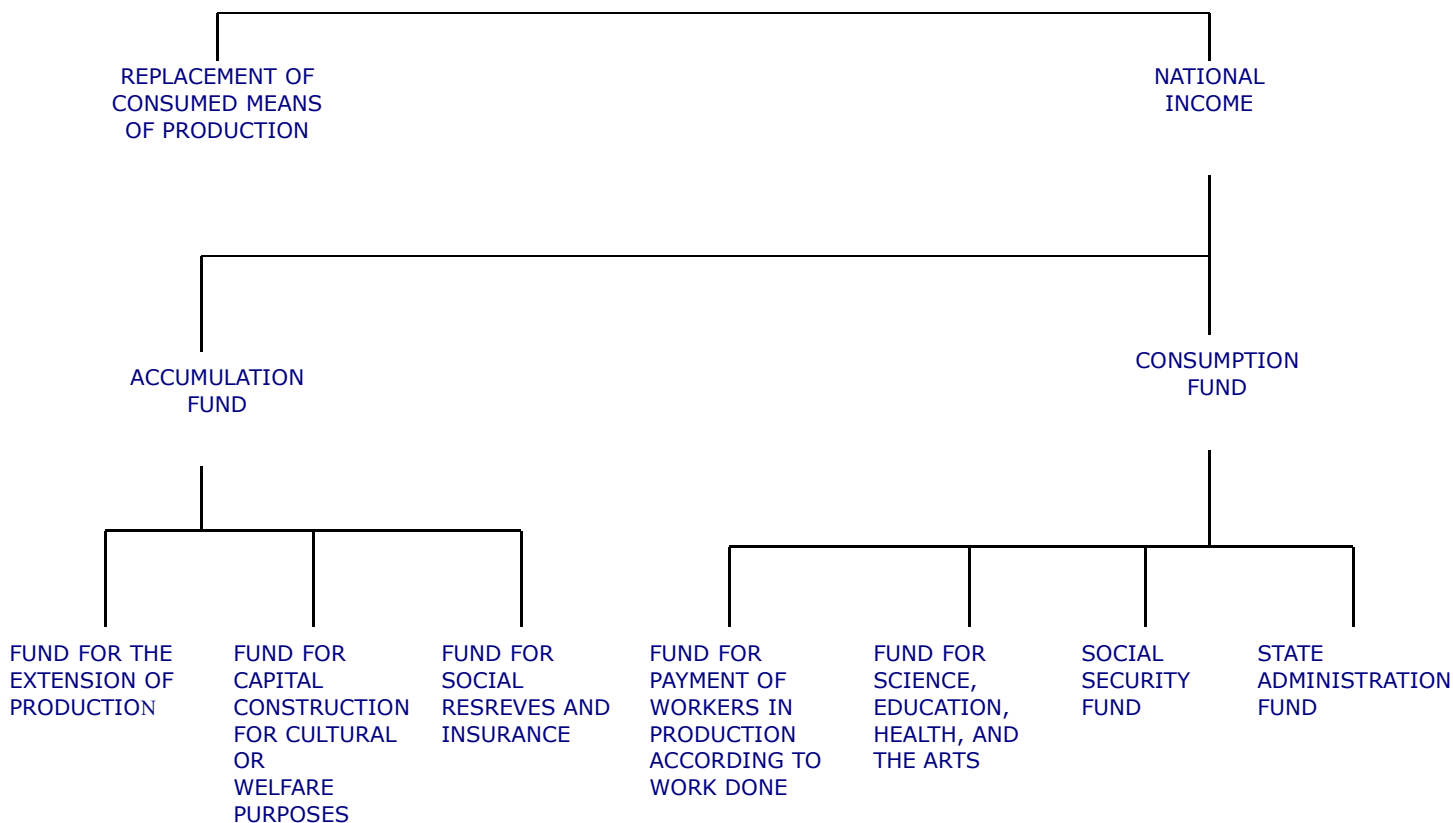 REPLACEMENT OF
CONSUMED MEANS
OF PRODUCTION
NATIONAL
INCOME
ACCUMULATION
FUND
CONSUMPTION
FUND
FUND FOR THE
EXTENSION OF
PRODUCTION
FUND FOR
CAPITAL
CONSTRUCTION
FOR CULTURAL
OR
WELFARE
PURPOSES
FUND FOR
SOCIAL
RESREVES AND
INSURANCE
FUND FOR
PAYMENT OF
WORKERS IN
PRODUCTION
ACCORDING TO
WORK DONE
FUND FOR
SCIENCE,
EDUCATION,
HEALTH, AND
THE ARTS
SOCIAL
SECURITY
FUND
STATE
ADMINISTRATION
FUND